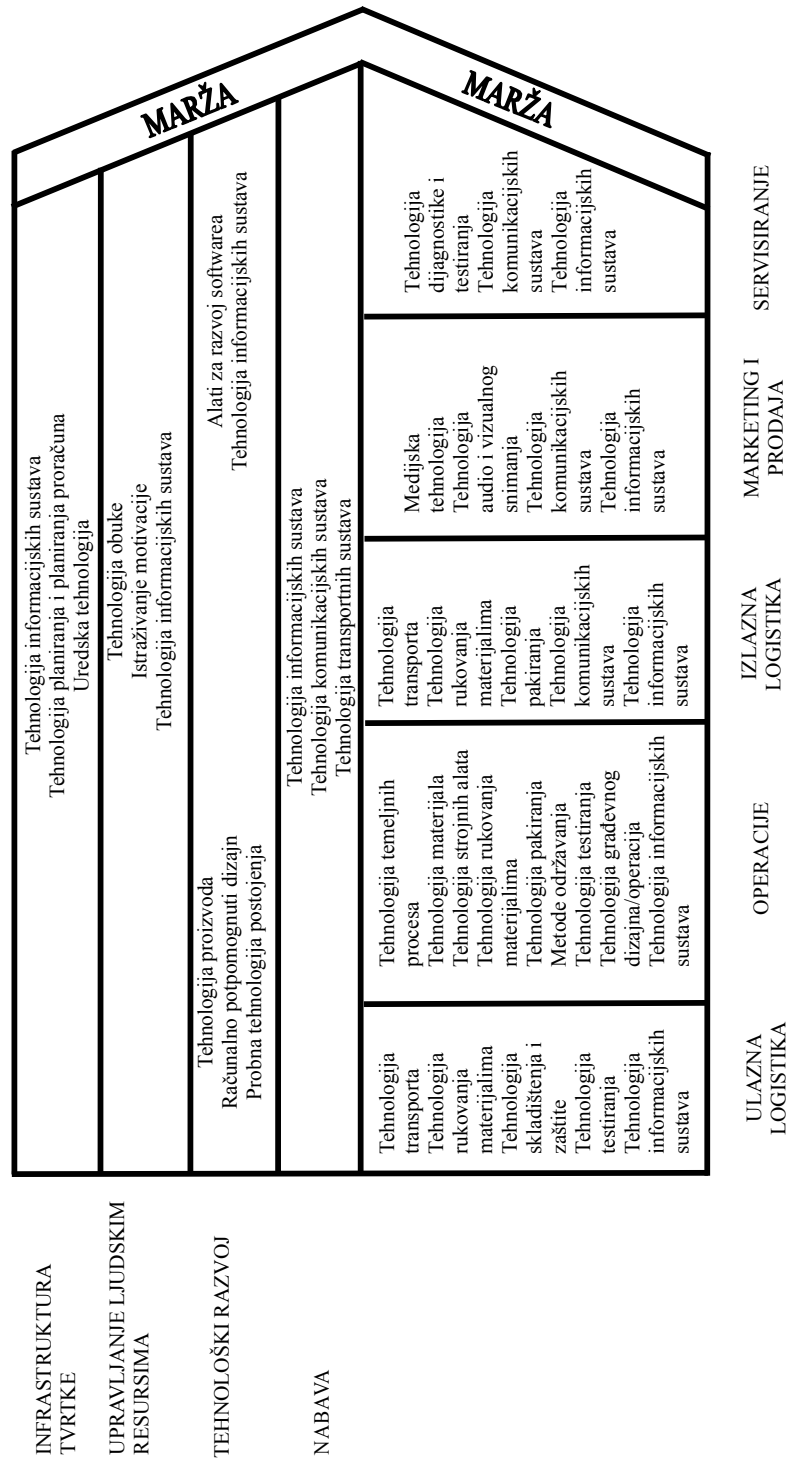 INFRASTRUKTURA
TVRTKE
Tehnologija informacijskih sustava
Tehnologija planiranja i planiranja proračuna
Uredska tehnologija
UPRAVLJANJE LJUDSKIM
RESURSIMA
Tehnologija obuke
Istraživanje motivacije
Tehnologija informacijskih sustava
TEHNOLOŠKI RAZVOJ
Tehnologija proizvoda
Računalno potpomognuti dizajn
Probna tehnologija postojenja
Alati za razvoj softwarea
Tehnologija informacijskih sustava
NABAVA
Tehnologija informacijskih sustava
Tehnologija komunikacijskih sustava
Tehnologija transportnih sustava
MARŽA
MARŽA
Tehnologija
transporta
Tehnologija
rukovanja
materijalima
Tehnologija
skladištenja i
zaštite
Tehnologija
testiranja
Tehnologija
informacijskih
sustava
Tehnologija temeljnih
procesa
Tehnologija materijala
Tehnologija strojnih alata
Tehnologija rukovanja
materijalima
Tehnologija pakiranja
Metode održavanja
Tehnologija testiranja
Tehnologija građevnog
dizajna/operacija
Tehnologija informacijskih
sustava
Tehnologija
transporta
Tehnologija
rukovanja
materijalima
Tehnologija
pakiranja
Tehnologija
komunikacijskih
sustava
Tehnologija
informacijskih
sustava
Medijska
tehnologija
Tehnologija
audio i vizualnog
snimanja
Tehnologija
komunikacijskih
sustava
Tehnologija
informacijskih
sustava
Tehnologija
dijagnostike i
testiranja
Tehnologija
komunikacijskih
sustava
Tehnologija
informacijskih
sustava
ULAZNA
LOGISTIKA
OPERACIJE
IZLAZNA
LOGISTIKA
MARKETING I
PRODAJA
SERVISIRANJE